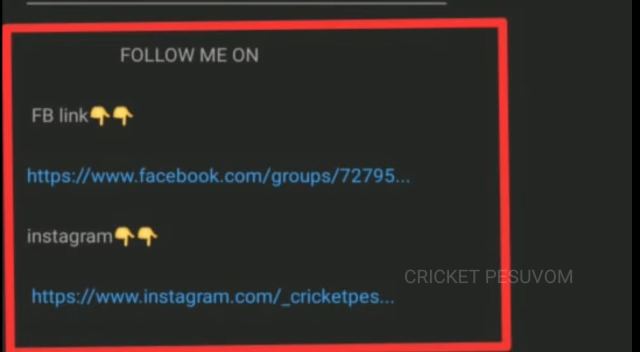 FOLLOW ME ON
FB link👇👇
https://www.facebook.com/groups/72795...
instagram👇👇
CRICKET PESUVOM
https://www.instagram.com/_cricketpes...